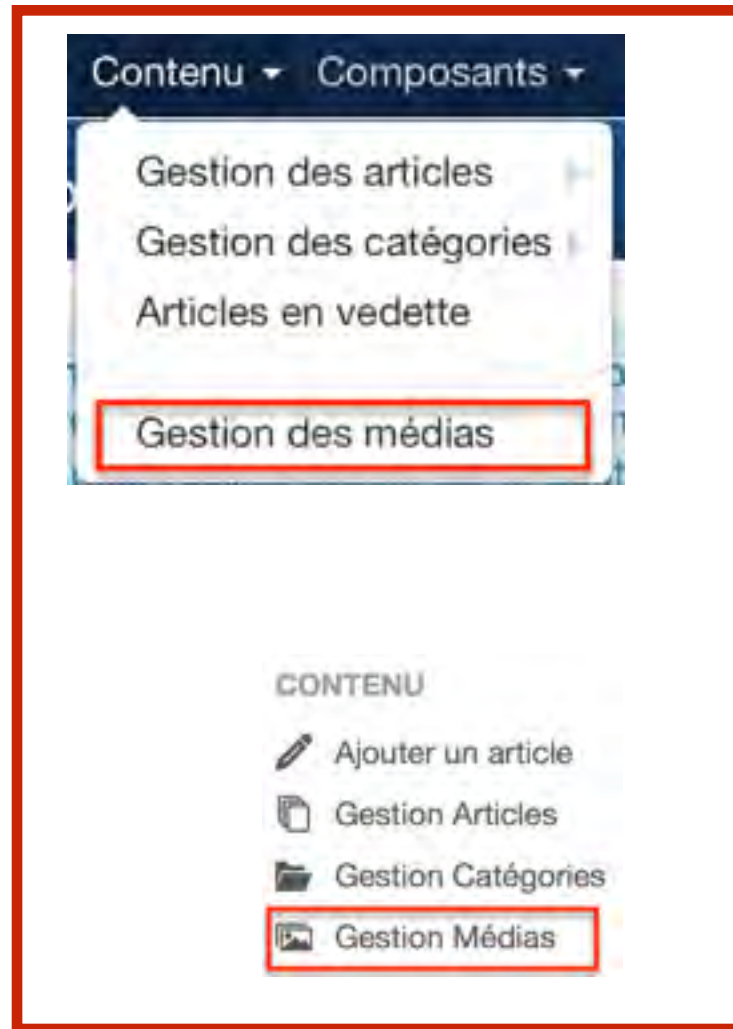 Contenu Composants
Gestion des articles
Gestion des catégories
Articles en vedette
Gestion des médias
CONTENU
Ajouter un article
Gestion Articles
Gestion Catégories
Gestion Médias